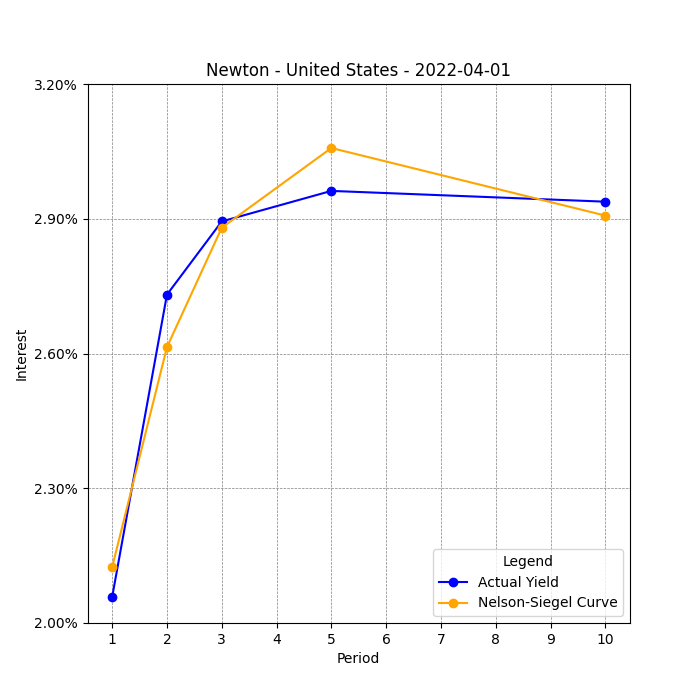 Newton - United States - 2022-04-01
3.20%
2.90%
2.60%
2.30%
2.00%
Interest
1 2 3 4 5 6 7 8 9 10
Period
Legend
Actual Yield
Nelson-Siegel Curve